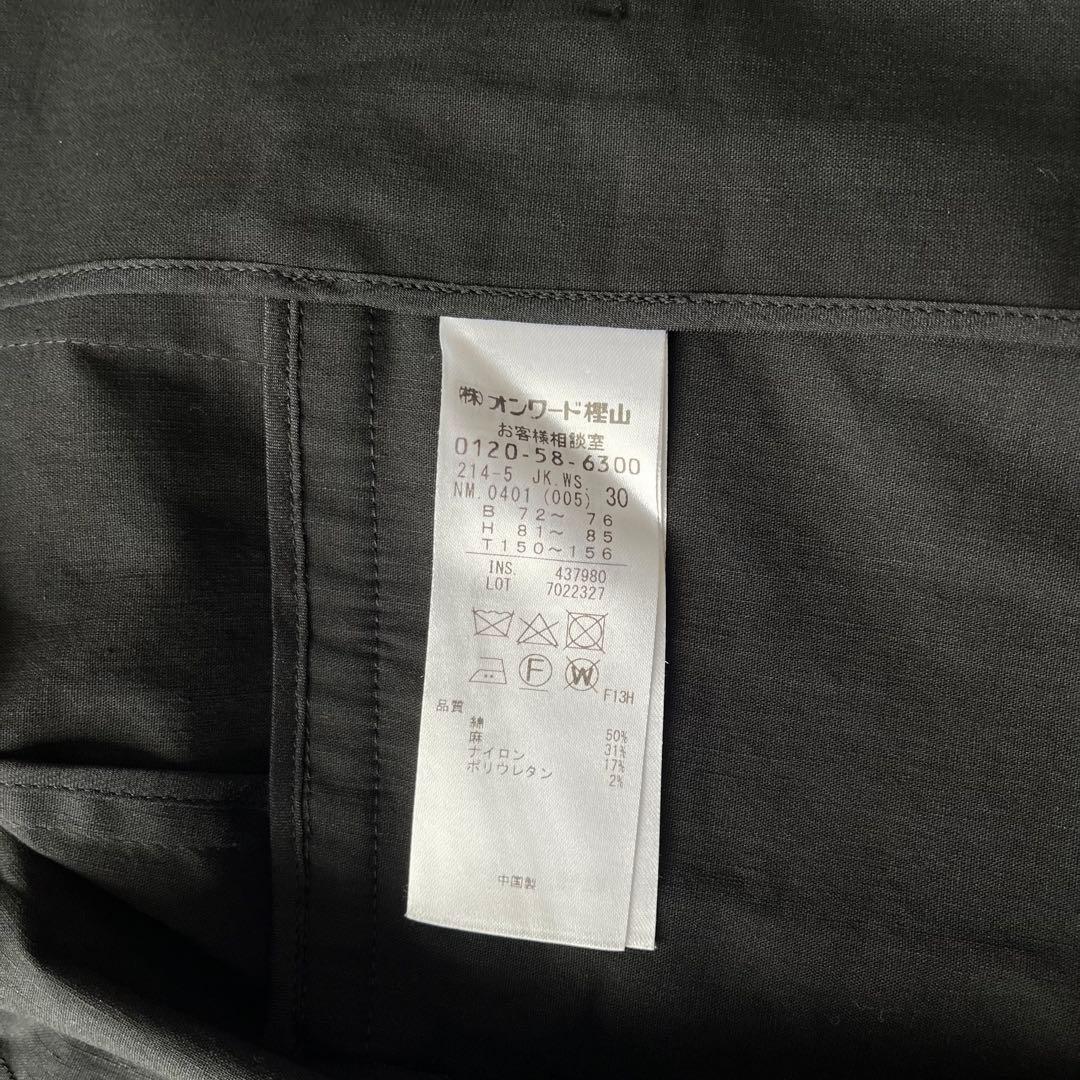 ㈱オンワード樫山
お客様相談室
0120-58-6300
214-5 JK.WS.
NM.0401 (005) 30
B 72～ 76
H 81～ 85
T150～156
INS. 437980
LOT 7022327
F W
F13H
品質
綿 50%
麻 31%
ナイロン 17%
ポリウレタン 2%
中国製